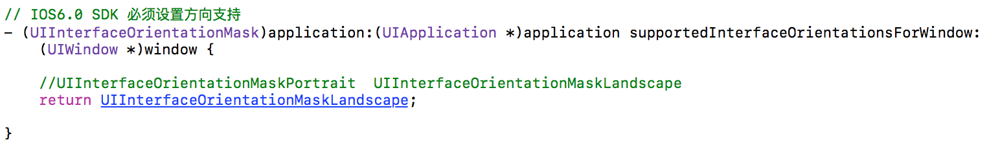 // IOS6.0 SDK 必须设置方向支持
- (UIInterfaceOrientationMask)application:(UIApplication *)application supportedInterfaceOrientationsForWindow:
(UIWindow *)window {
//UIInterfaceOrientationMaskPortrait  UIInterfaceOrientationMaskLandscape
return UIInterfaceOrientationMaskLandscape;
}